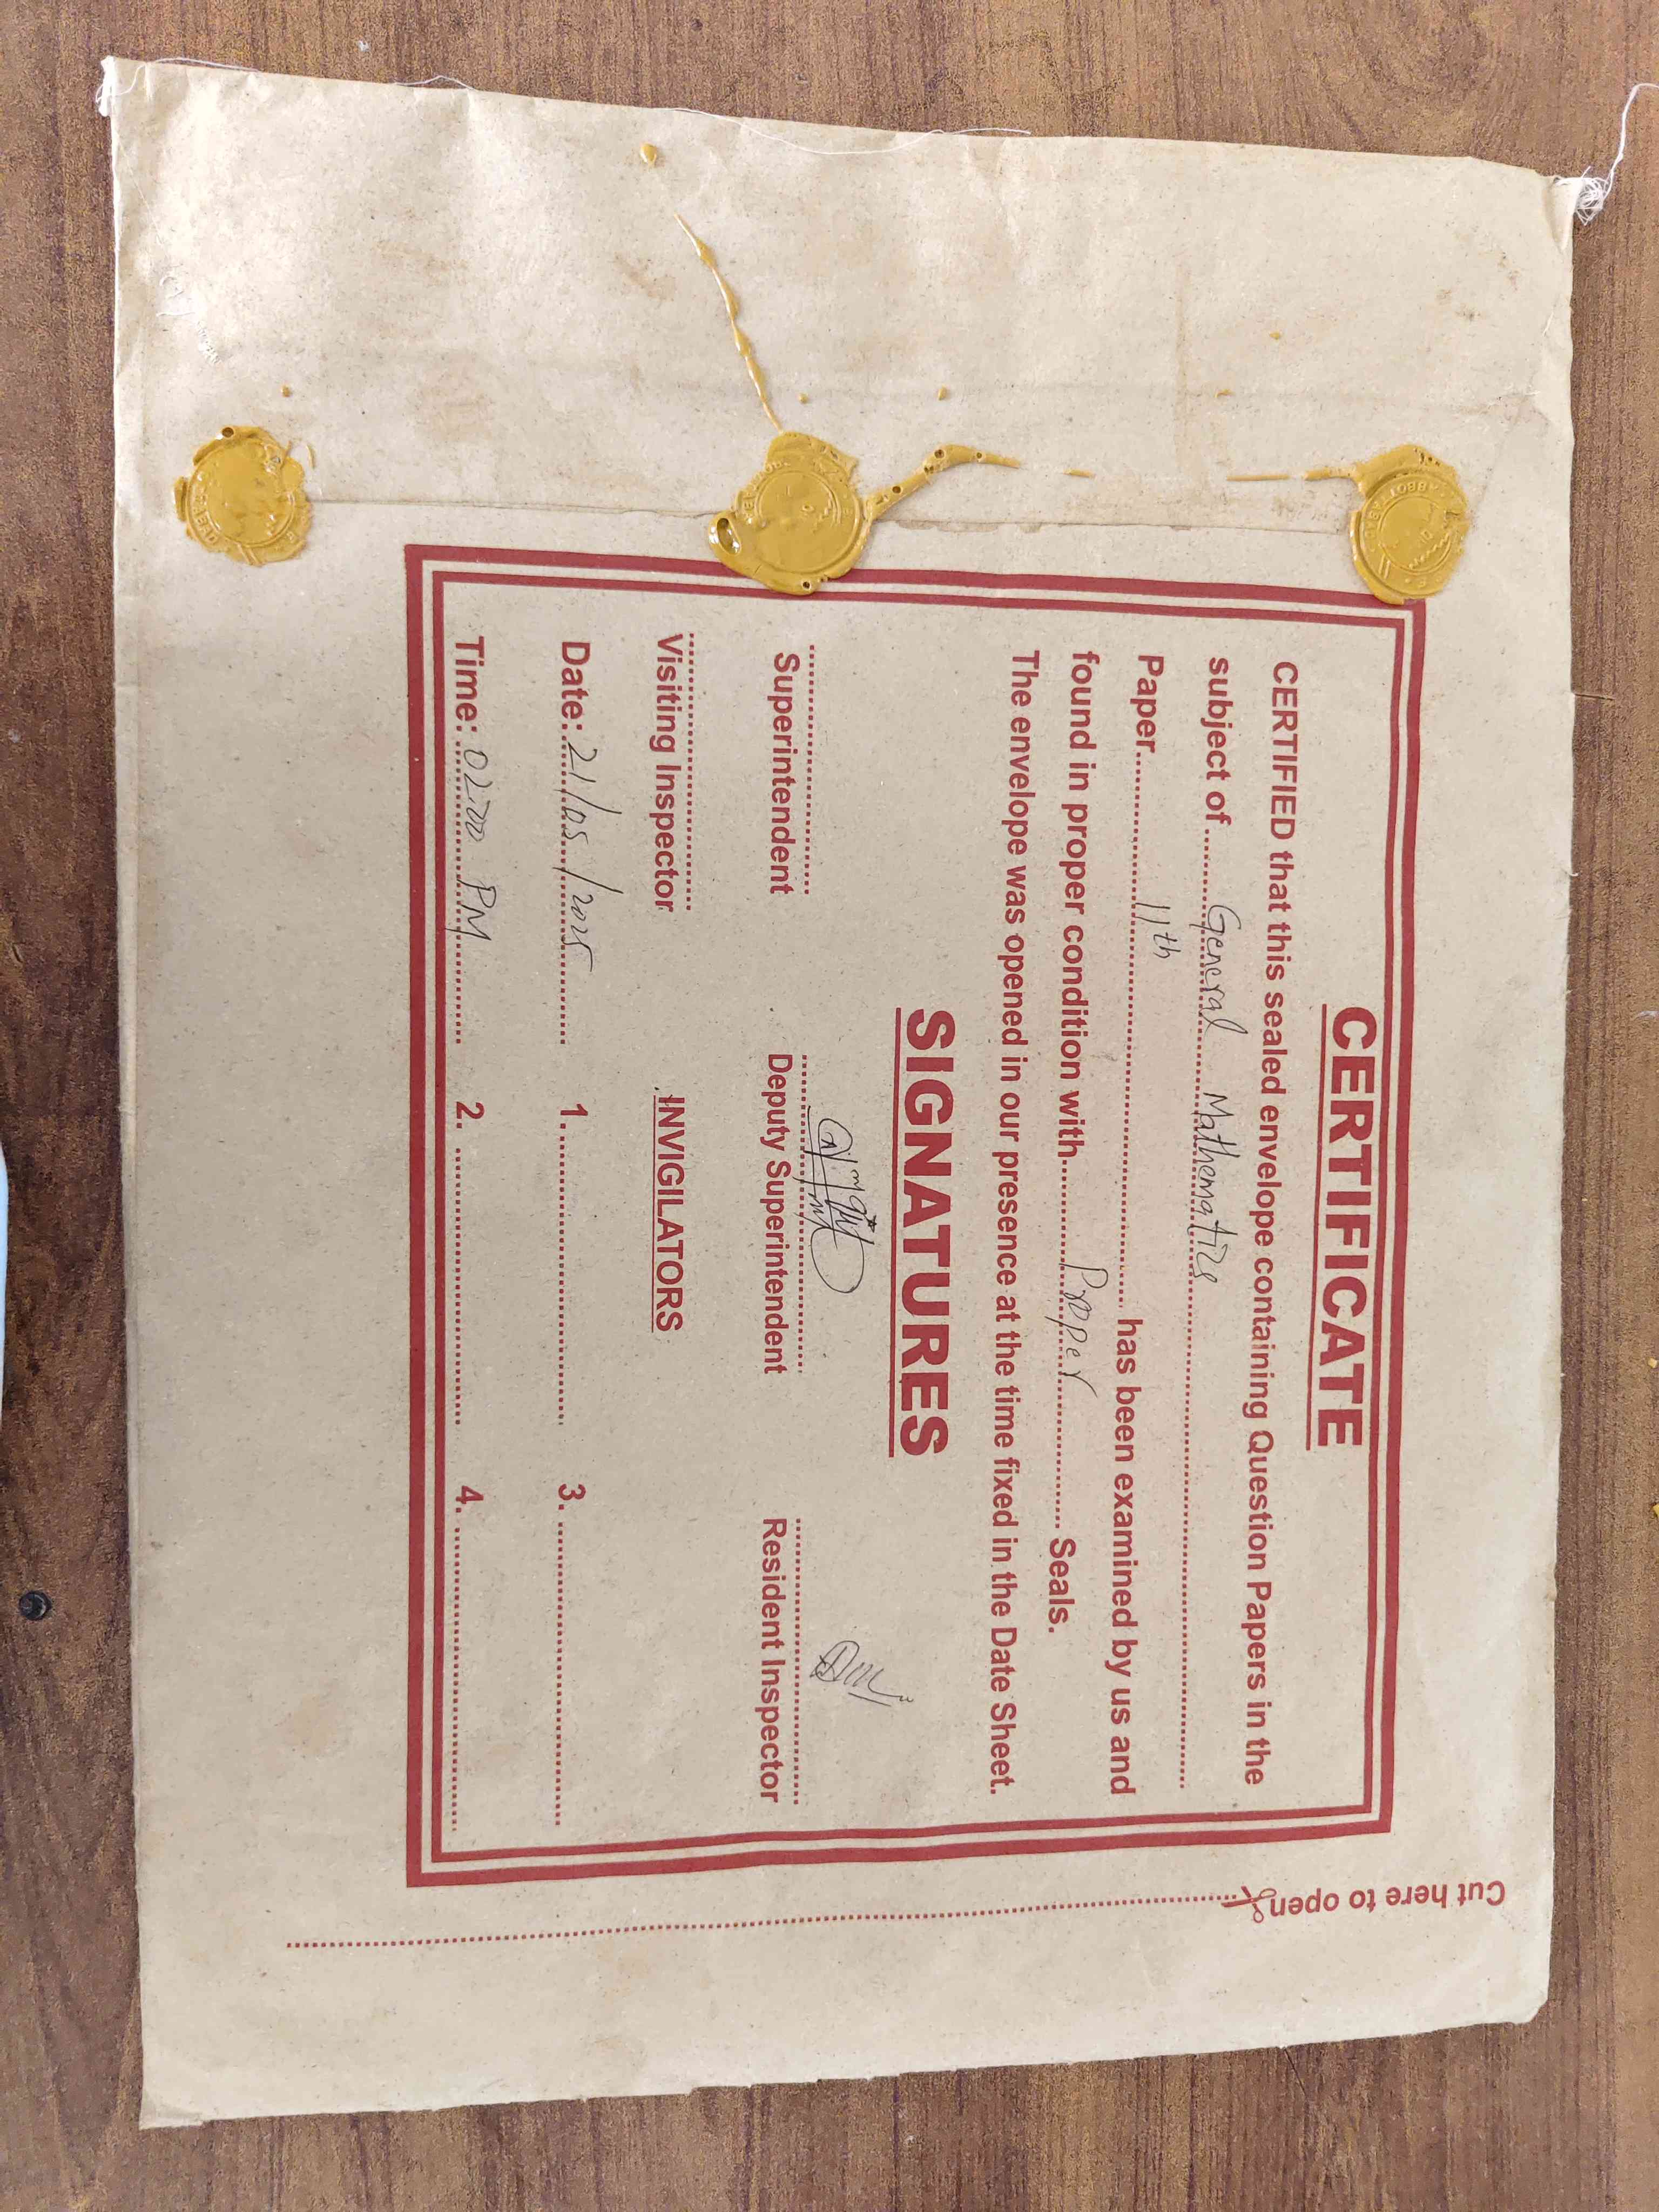 CERTIFICATE
CERTIFIED that this sealed envelope containing Question Papers in the
subject of General Mathematics
Paper 11th has been examined by us and
found in proper condition with Proper Seals.
The envelope was opened in our presence at the time fixed in the Date Sheet.
SIGNATURES
Superintendent Deputy Superintendent Resident Inspector
Visiting Inspector INVIGILATORS
Date: 21/05/2025 1. 3.
Time: 02:00 PM 2. 4.
Cut here to open